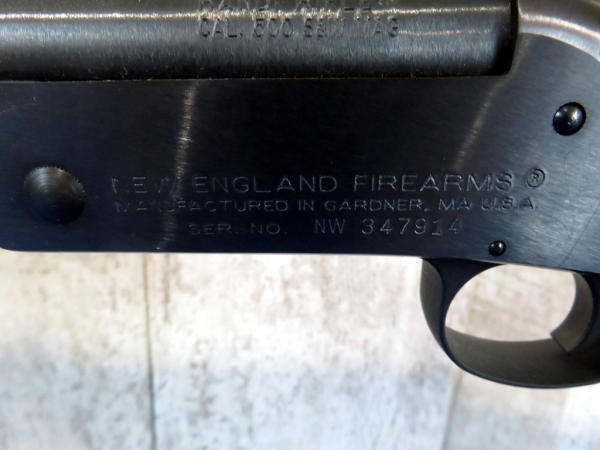 CAL. 500 S&W MAG
NEW ENGLAND FIREARMS ®
MANUFACTURED IN GARDNER, MA U.S.A.
SER. NO. NW 347914